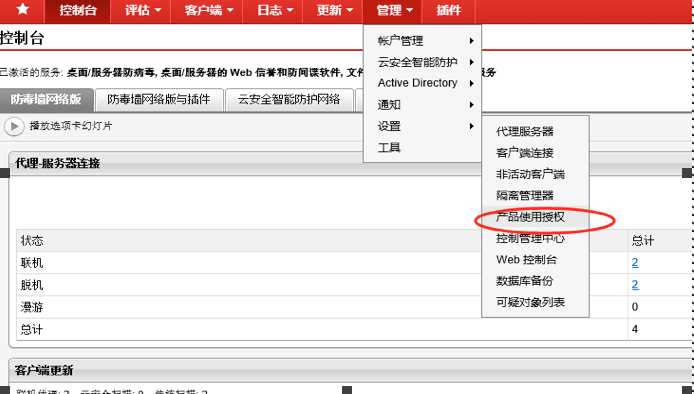 控制台 评估 客户端 日志 更新 管理 插件
控制台
已激活的服务: 桌面/服务器防病毒, 桌面/服务器的 Web 信誉和防间谍软件, 文件 服务
防毒墙网络版 防毒墙网络版与插件 云安全智能防护网络
播放选项卡幻灯片
帐户管理
云安全智能防护
Active Directory
通知
设置
工具
代理服务器
客户端连接
非活动客户端
隔离管理器
产品使用授权
控制管理中心
Web 控制台
数据库备份
可疑对象列表
代理-服务器连接
状态 总计
联机 2
脱机 2
漫游 0
总计 4
客户端更新